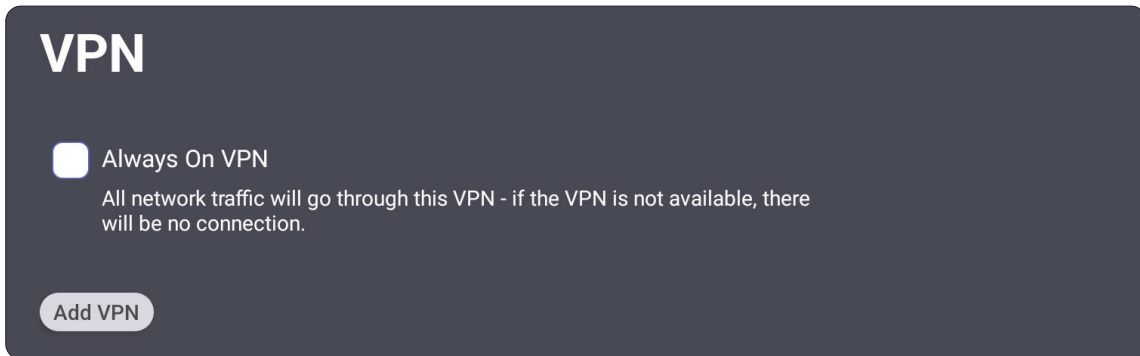 VPN
Always On VPN
All network traffic will go through this VPN - if the VPN is not available, there
will be no connection.
Add VPN